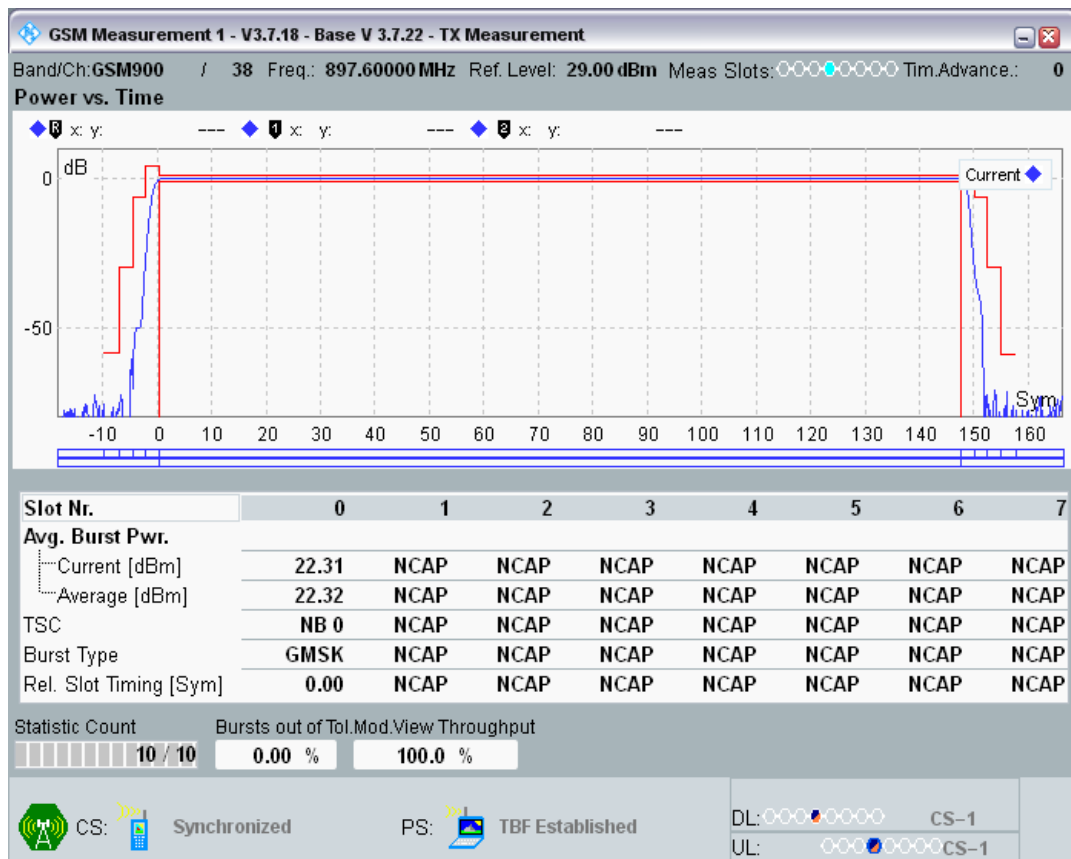 GSM Measurement 1 - V3.7.18 - Base V 3.7.22 - TX Measurement
Band/Ch:GSM900 / 38 Freq.: 897.60000 MHz Ref. Level: 29.00 dBm Meas Slots: Tim.Advance.: 0
Power vs. Time
R x: y: --- 1 x: y: --- 2 x: y: ---
dB
Current
0
-50
Sym
-10 0 10 20 30 40 50 60 70 80 90 100 110 120 130 140 150 160
Slot Nr. 0 1 2 3 4 5 6 7
Avg. Burst Pwr.
Current [dBm] 22.31 NCAP NCAP NCAP NCAP NCAP NCAP NCAP
Average [dBm] 22.32 NCAP NCAP NCAP NCAP NCAP NCAP NCAP
TSC NB 0 NCAP NCAP NCAP NCAP NCAP NCAP NCAP
Burst Type GMSK NCAP NCAP NCAP NCAP NCAP NCAP NCAP
Rel. Slot Timing [Sym] 0.00 NCAP NCAP NCAP NCAP NCAP NCAP NCAP
Statistic Count Bursts out of Tol.Mod.View Throughput
10 / 10 0.00 % 100.0 %
CS: Synchronized PS: TBF Established
DL: CS-1
UL: CS-1